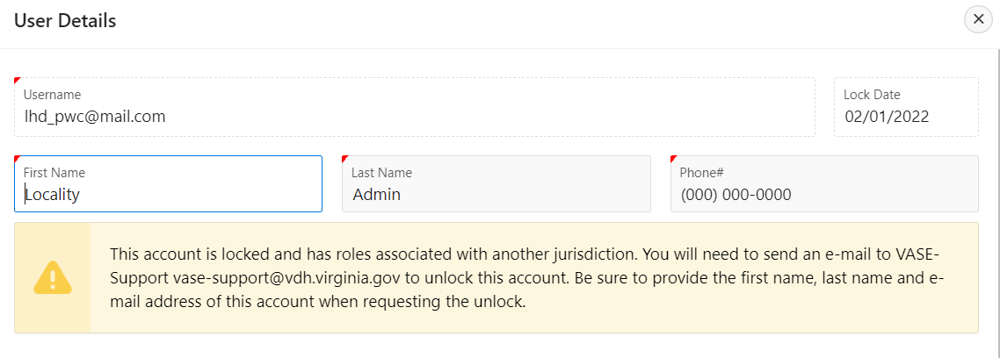 User Details
Username
lhd_pwc@mail.com
Lock Date
02/01/2022
First Name
Locality
Last Name
Admin
Phone#
(000) 000-0000
This account is locked and has roles associated with another jurisdiction. You will need to send an e-mail to VASE-
Support vase-support@vdh.virginia.gov to unlock this account. Be sure to provide the first name, last name and e-
mail address of this account when requesting the unlock.